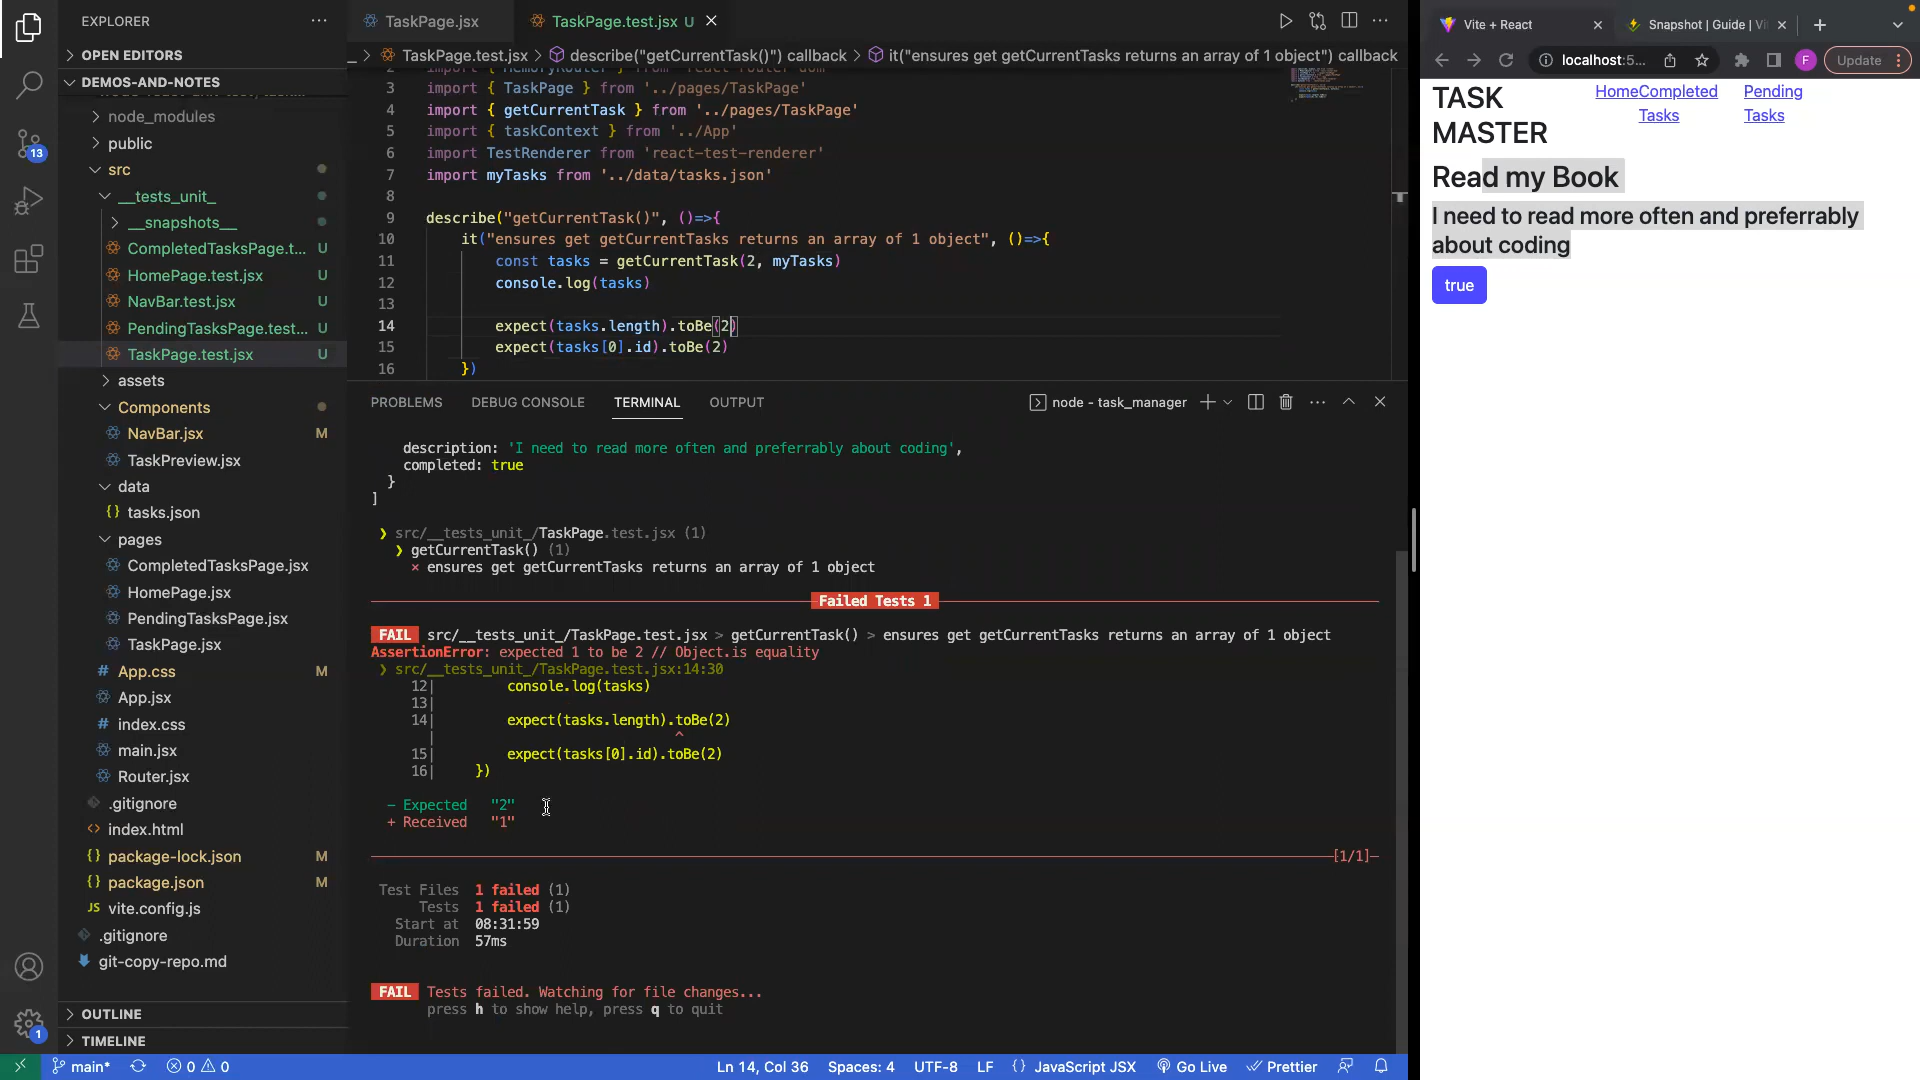 EXPLORER
OPEN EDITORS
DEMOS-AND-NOTES
node_modules
public
src
__tests_unit_
__snapshots__
CompletedTasksPage.t...
HomePage.test.jsx U
NavBar.test.jsx U
PendingTasksPage.test... U
TaskPage.test.jsx U
assets
Components
NavBar.jsx M
TaskPreview.jsx
data
tasks.json
pages
CompletedTasksPage.jsx
HomePage.jsx
PendingTasksPage.jsx
TaskPage.jsx
App.css M
App.jsx
index.css
main.jsx
Router.jsx
.gitignore
index.html
package-lock.json M
package.json M
vite.config.js
.gitignore
git-copy-repo.md
OUTLINE
TIMELINE
13
1
TaskPage.jsx
TaskPage.test.jsx U
TaskPage.test.jsx > describe("getCurrentTask()") callback > it("ensures get getCurrentTasks returns an array of 1 object") callback
3 import { TaskPage } from '../pages/TaskPage'
4 import { getCurrentTask } from '../pages/TaskPage'
5 import { taskContext } from '../App'
6 import TestRenderer from 'react-test-renderer'
7 import myTasks from '../data/tasks.json'
8
9 describe("getCurrentTask()", ()=>{
10 it("ensures get getCurrentTasks returns an array of 1 object", ()=>{
11 const tasks = getCurrentTask(2, myTasks)
12 console.log(tasks)
13
14 expect(tasks.length).toBe(2)
15 expect(tasks[0].id).toBe(2)
16 })
PROBLEMS DEBUG CONSOLE TERMINAL OUTPUT
node - task_manager
description: 'I need to read more often and preferrably about coding',
completed: true
}
]
❯ src/__tests_unit_/TaskPage.test.jsx (1)
❯ getCurrentTask() (1)
× ensures get getCurrentTasks returns an array of 1 object
Failed Tests 1
FAIL src/__tests_unit_/TaskPage.test.jsx > getCurrentTask() > ensures get getCurrentTasks returns an array of 1 object
AssertionError: expected 1 to be 2 // Object.is equality
❯ src/__tests_unit_/TaskPage.test.jsx:14:30
12| console.log(tasks)
13|
14| expect(tasks.length).toBe(2)
| ^
15| expect(tasks[0].id).toBe(2)
16| })
- Expected "2"
+ Received "1"
[1/1]
Test Files 1 failed (1)
Tests 1 failed (1)
Start at 08:31:59
Duration 57ms
FAIL Tests failed. Watching for file changes...
press h to show help, press q to quit
main* 0 0
Ln 14, Col 36 Spaces: 4 UTF-8 LF JavaScript JSX Go Live Prettier
Vite + React
Snapshot | Guide | Vi
localhost:5...
F
Update
TASK
MASTER
HomeCompleted
Tasks
Pending
Tasks
Read my Book
I need to read more often and preferrably
about coding
true